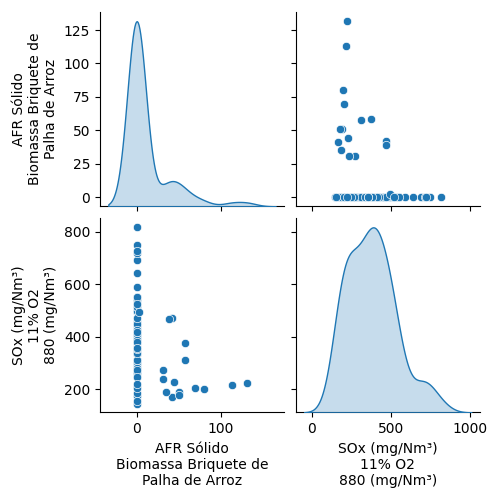 AFR Sólido
Biomassa Briquete de
Palha de Arroz
125
100
75
50
25
0
SOx (mg/Nm³)
11% O2
880 (mg/Nm³)
800
600
400
200
0
100
AFR Sólido
Biomassa Briquete de
Palha de Arroz
0
500
1000
SOx (mg/Nm³)
11% O2
880 (mg/Nm³)